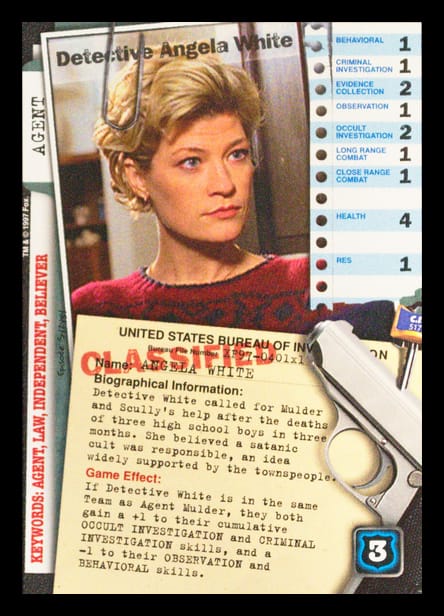 Detective Angela White
AGENT
TM & © 1997 Fox.
KEYWORDS: AGENT, LAW, INDEPENDENT, BELIEVER
BEHAVIORAL 1
CRIMINAL
INVESTIGATION 1
EVIDENCE
COLLECTION 2
OBSERVATION 1
OCCULT
INVESTIGATION 2
LONG RANGE
COMBAT 1
CLOSE RANGE
COMBAT 1
HEALTH 4
RES 1
UNITED STATES BUREAU OF
Bureau File Number: XF97-0401x1
CLASSIFIED
Name: ANGELA WHITE
Biographical Information:
Detective White called for Mulder
and Scully's help after the deaths
of three high school boys in three
months. She believed a satanic
cult was responsible, an idea
widely supported by the townspeople.
Game Effect:
If Detective White is in the same
Team as Agent Mulder, they both
gain a +1 to their cumulative
OCCULT INVESTIGATION and CRIMINAL
INVESTIGATION skills, and a
-1 to their OBSERVATION and
BEHAVIORAL skills.
3